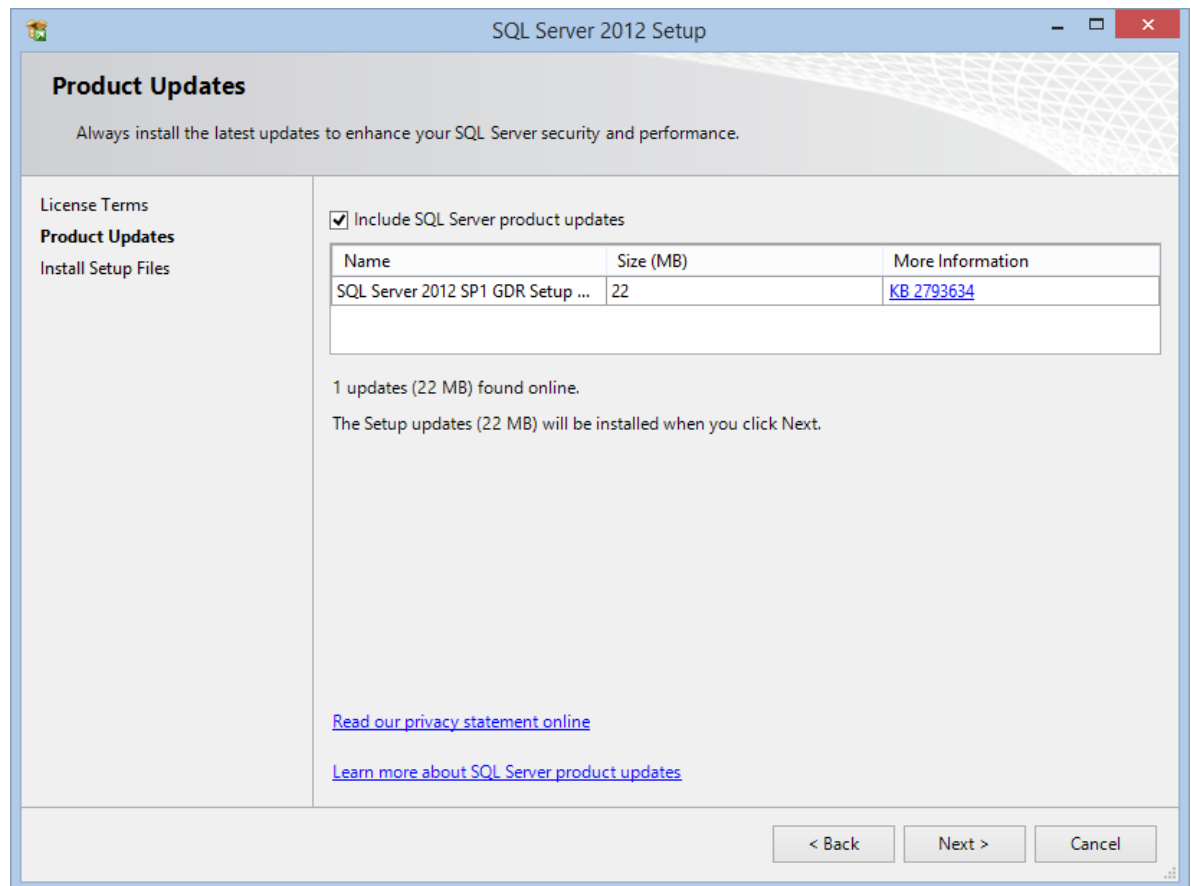 SQL Server 2012 Setup
Product Updates
Always install the latest updates to enhance your SQL Server security and performance.
License Terms
Product Updates
Install Setup Files
Include SQL Server product updates
Name Size (MB) More Information
SQL Server 2012 SP1 GDR Setup ... 22 KB 2793634
1 updates (22 MB) found online.
The Setup updates (22 MB) will be installed when you click Next.
Read our privacy statement online
Learn more about SQL Server product updates
< Back Next > Cancel